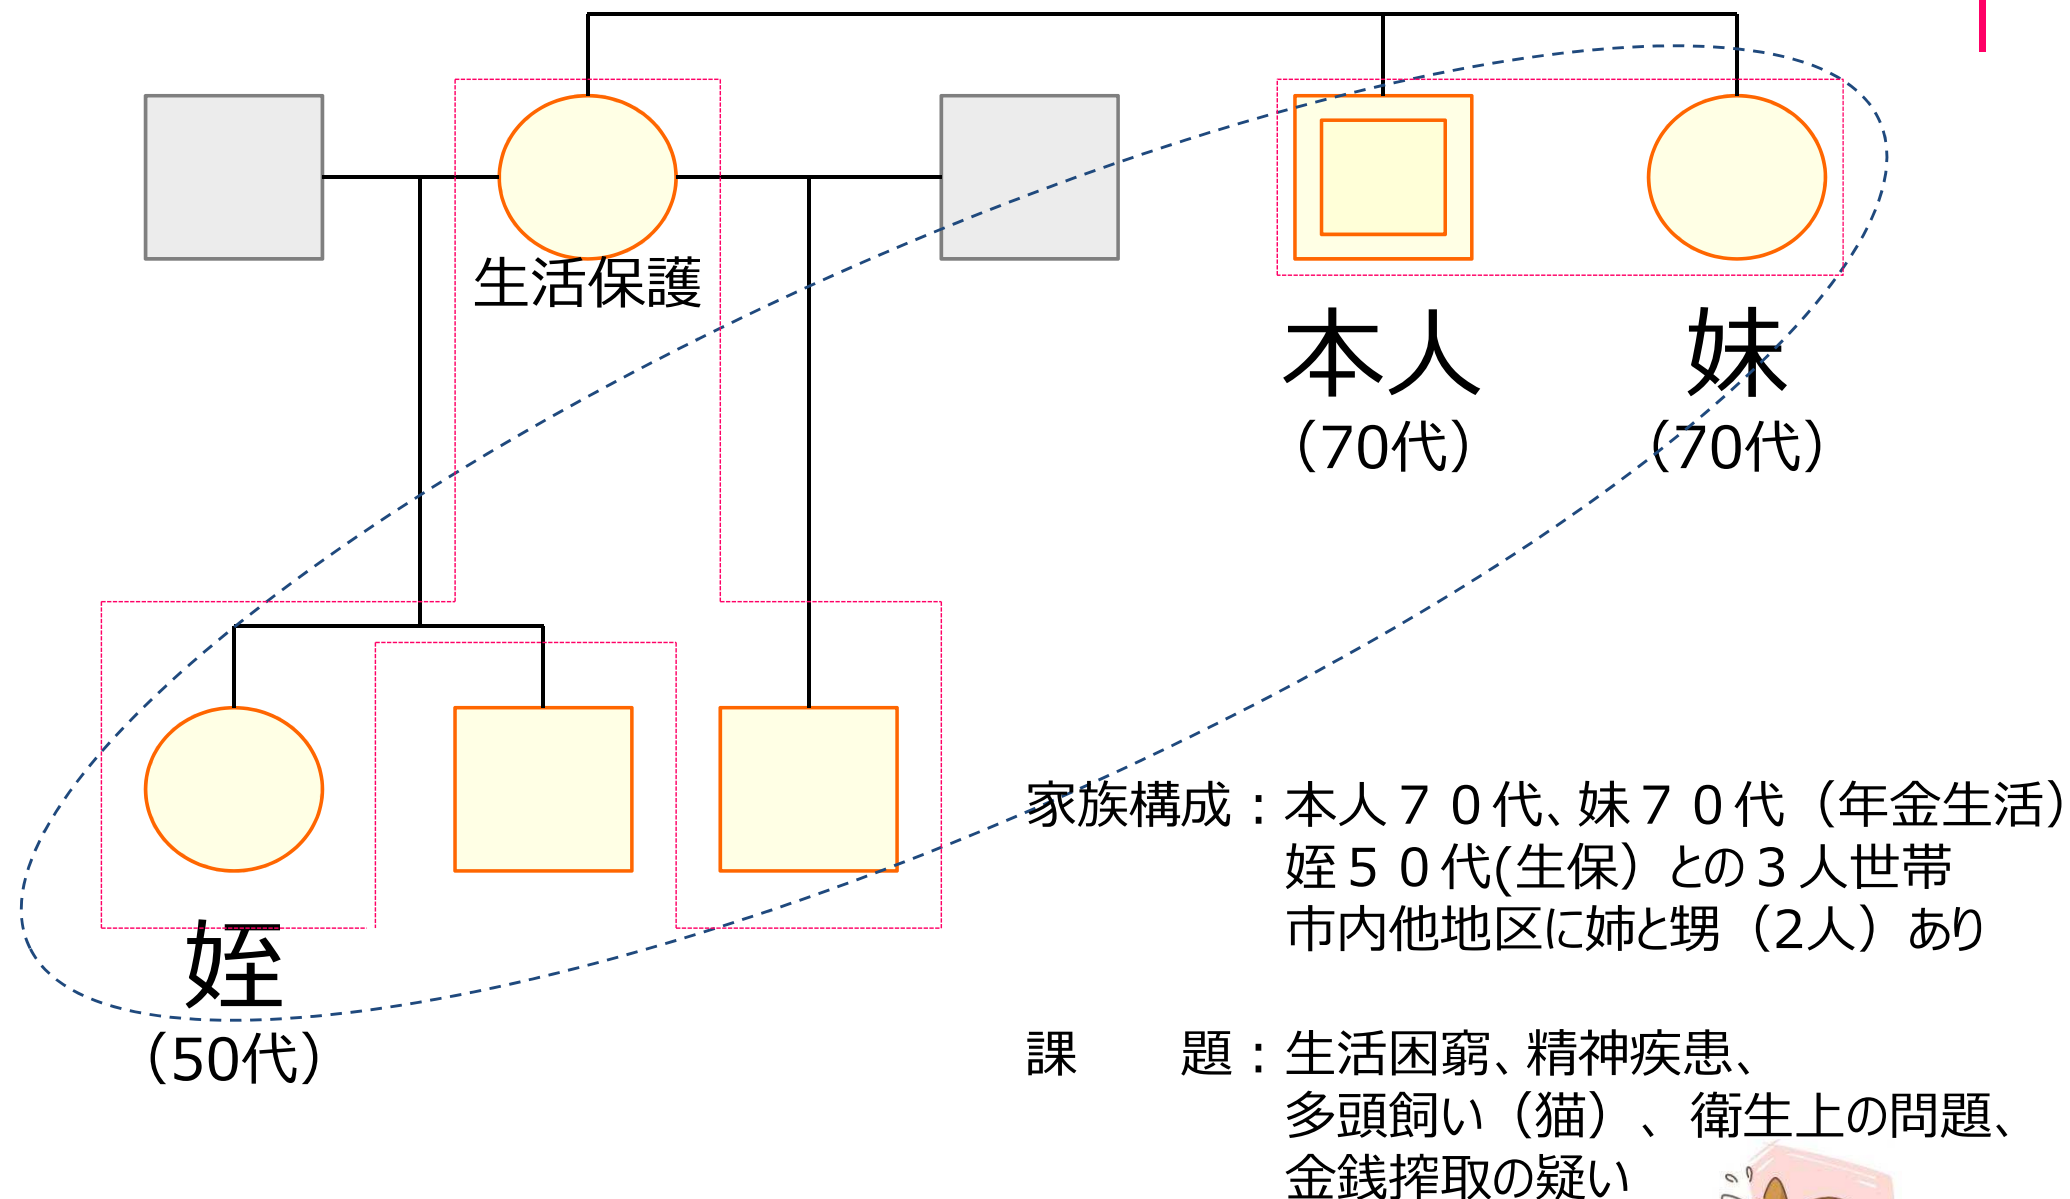 生活保護
本人
妹
（70代）
（70代）
姪
（50代）
家族構成：本人７０代、妹７０代（年金生活）
姪５０代(生保）との３人世帯
市内他地区に姉と甥（2人）あり
課　　題：生活困窮、精神疾患、
多頭飼い（猫）、衛生上の問題、
金銭搾取の疑い